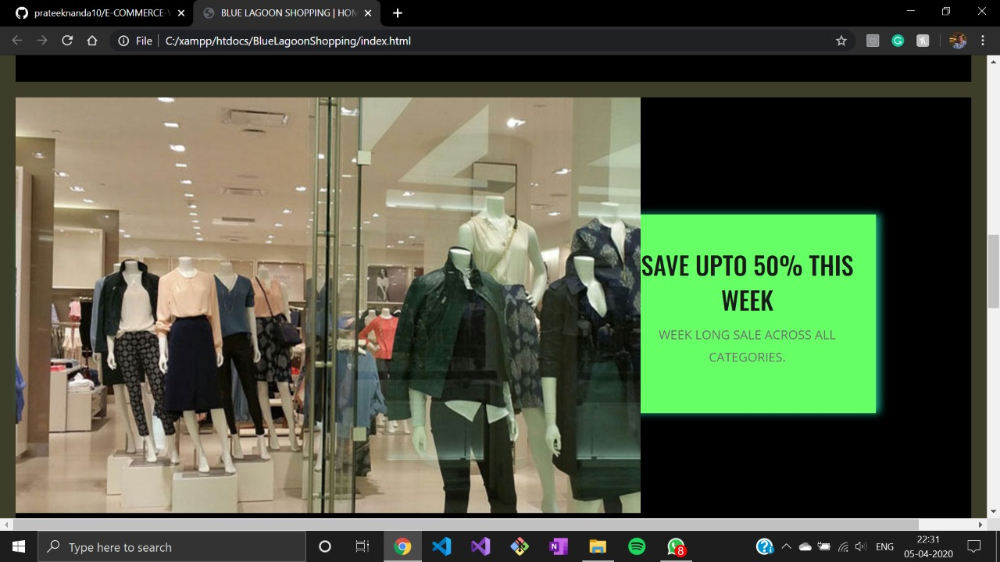 prateeknanda10/E-COMMERCE-
BLUE LAGOON SHOPPING | HOM
File
C:/xampp/htdocs/BlueLagoonShopping/index.html
SAVE UPTO 50% THIS
WEEK
WEEK LONG SALE ACROSS ALL
CATEGORIES.
Type here to search
8
ENG
22:31
05-04-2020